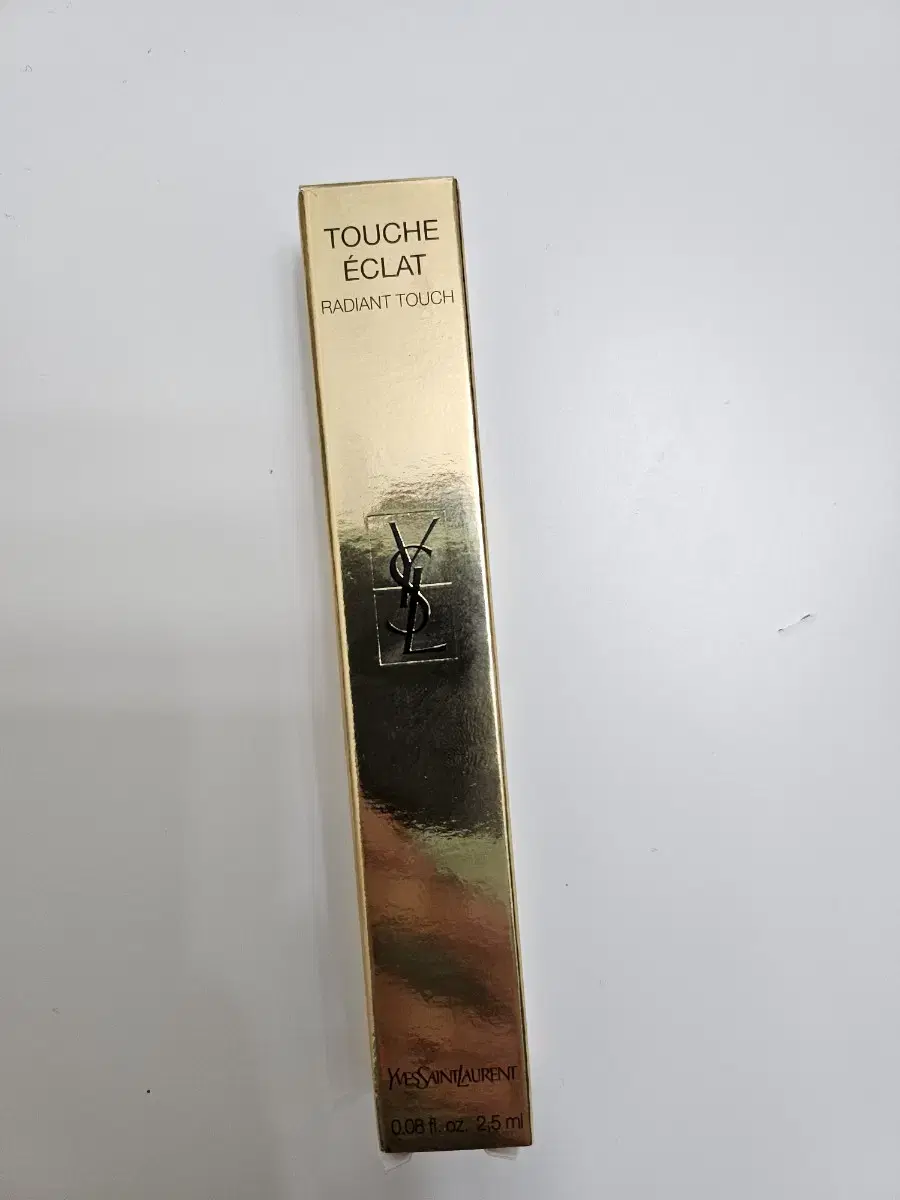 TOUCHE
ÉCLAT
RADIANT TOUCH
YSL
YVESSAINTLAURENT
0.08 fl. oz. 2,5 ml